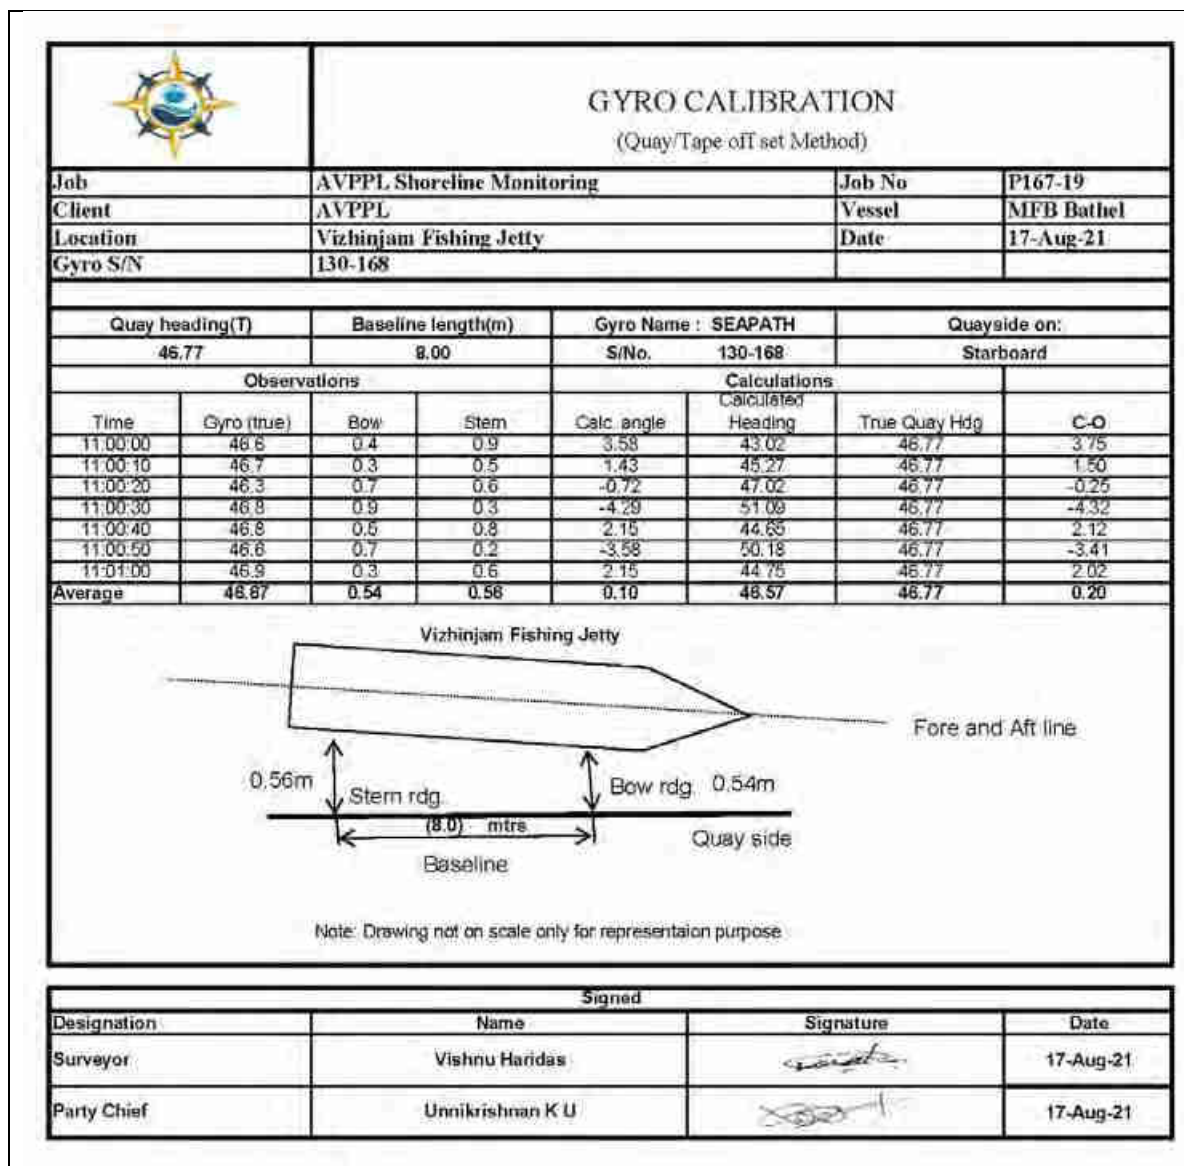 GYRO CALIBRATION
(Quay/Tape off set Method)
Job AVPPL Shoreline Monitoring Job No P167-19
Client AVPPL Vessel MFB Bathel
Location Vizhinjam Fishing Jetty Date 17-Aug-21
Gyro S/N 130-168
Quay heading(T) Baseline length(m) Gyro Name : SEAPATH Quayside on:
46.77 8.00 S/No. 130-168 Starboard
Observations Calculations
Time Gyro (true) Bow Stern Calc. angle Calculated Heading True Quay Hdg C-O
11:00:00 46.6 0.4 0.9 3.58 43.02 46.77 3.75
11:00:10 46.7 0.3 0.5 1.43 45.27 46.77 1.50
11:00:20 46.3 0.7 0.6 -0.72 47.02 46.77 -0.25
11:00:30 46.8 0.9 0.3 -4.29 51.09 46.77 -4.32
11:00:40 46.8 0.5 0.8 2.15 44.65 46.77 2.12
11:00:50 46.6 0.7 0.2 -3.58 50.18 46.77 -3.41
11:01:00 46.9 0.3 0.6 2.15 44.75 46.77 2.02
Average 46.67 0.54 0.56 0.10 46.57 46.77 0.20
Vizhinjam Fishing Jetty
Fore and Aft line
0.56m Stern rdg. Bow rdg. 0.54m
(8.0) mtrs
Quay side
Baseline
Note: Drawing not on scale only for representaion purpose
Signed
Designation Name Signature Date
Surveyor Vishnu Haridas 17-Aug-21
Party Chief Unnikrishnan K U 17-Aug-21